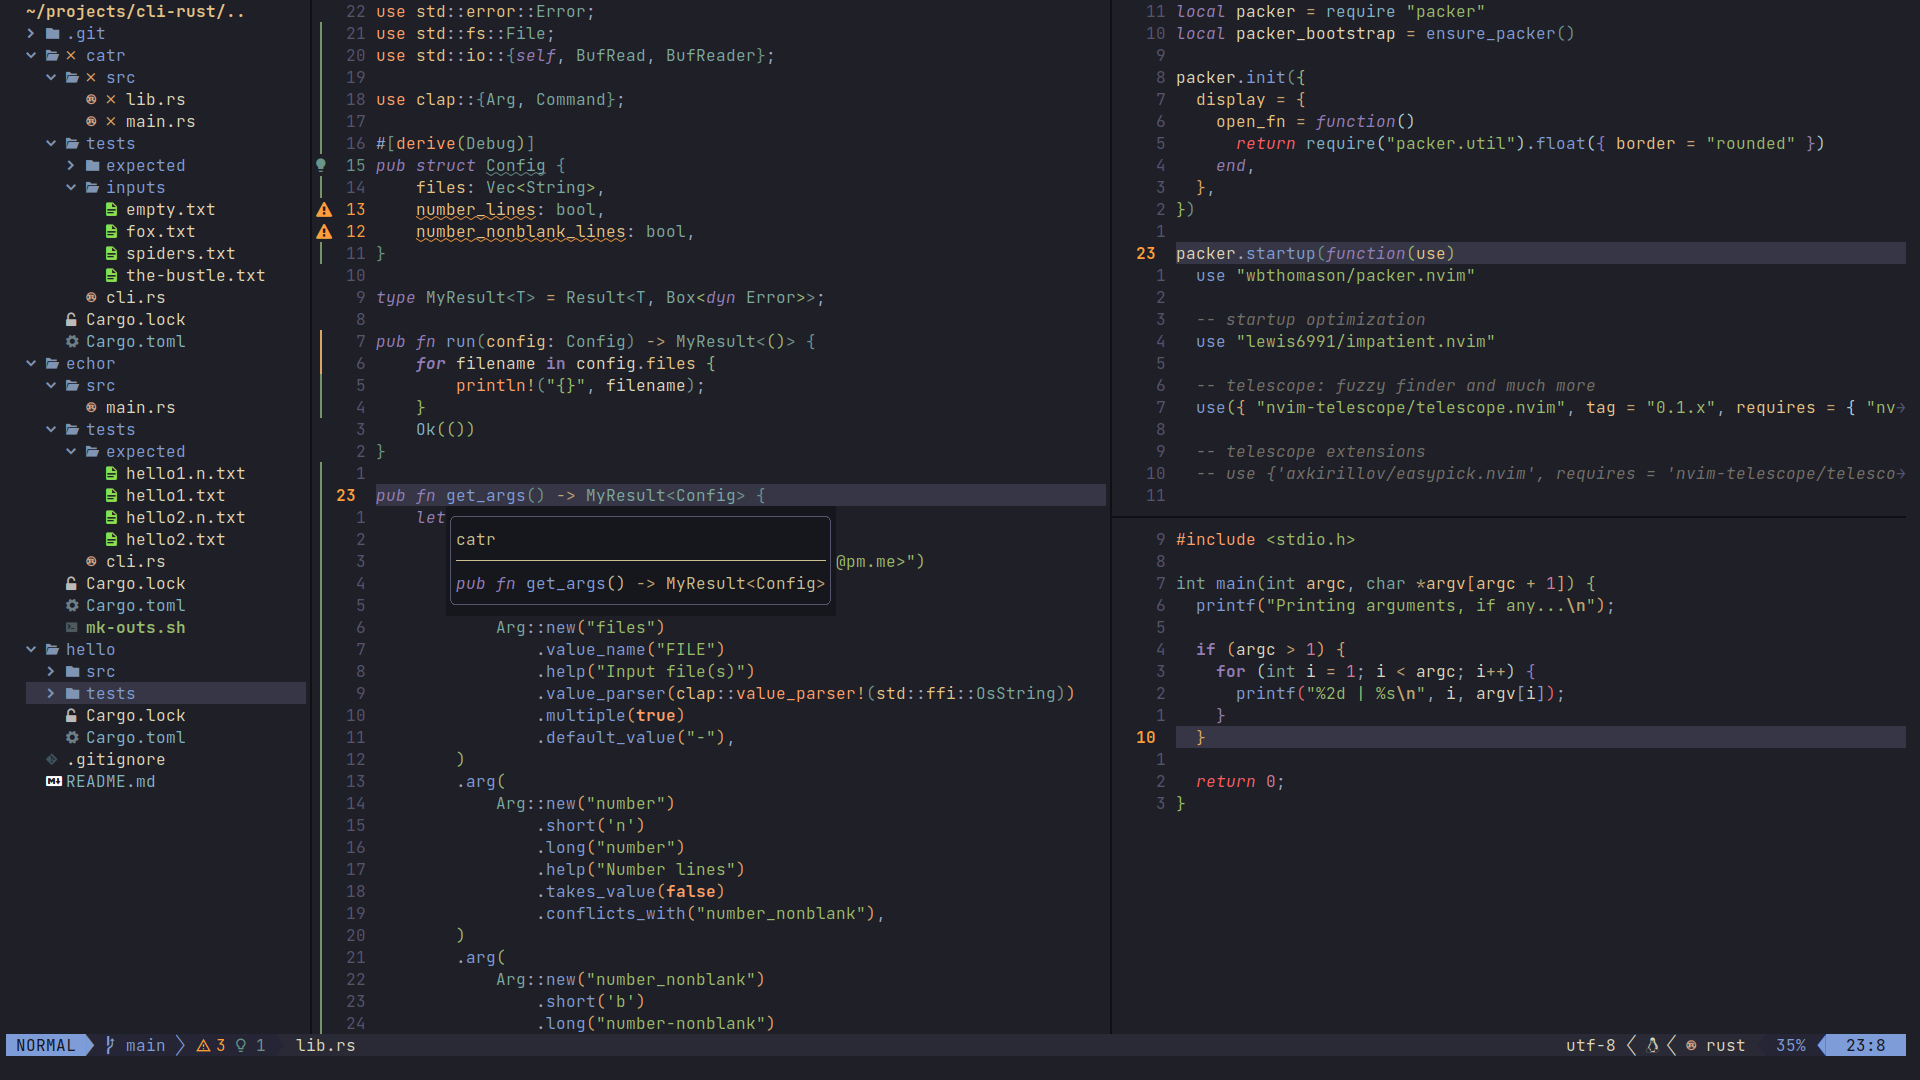 ~/projects/cli-rust/..
.git
catr
src
lib.rs
main.rs
tests
expected
inputs
empty.txt
fox.txt
spiders.txt
the-bustle.txt
cli.rs
Cargo.lock
Cargo.toml
echor
src
main.rs
tests
expected
hello1.n.txt
hello1.txt
hello2.n.txt
hello2.txt
cli.rs
Cargo.lock
Cargo.toml
mk-outs.sh
hello
src
tests
Cargo.lock
Cargo.toml
.gitignore
README.md
22 use std::error::Error;
21 use std::fs::File;
20 use std::io::{self, BufRead, BufReader};
19
18 use clap::{Arg, Command};
17
16 #[derive(Debug)]
15 pub struct Config {
14     files: Vec<String>,
13     number_lines: bool,
12     number_nonblank_lines: bool,
11 }
10
9 type MyResult<T> = Result<T, Box<dyn Error>>;
8
7 pub fn run(config: Config) -> MyResult<()> {
6     for filename in config.files {
5         println!("{}", filename);
4     }
3     Ok(())
2 }
1
23 pub fn get_args() -> MyResult<Config> {
1     let
2
3 @pm.me>")
4
5
catr
pub fn get_args() -> MyResult<Config>
6             Arg::new("files")
7                 .value_name("FILE")
8                 .help("Input file(s)")
9                 .value_parser(clap::value_parser!(std::ffi::OsString))
10                 .multiple(true)
11                 .default_value("-"),
12         )
13         .arg(
14             Arg::new("number")
15                 .short('n')
16                 .long("number")
17                 .help("Number lines")
18                 .takes_value(false)
19                 .conflicts_with("number_nonblank"),
20         )
21         .arg(
22             Arg::new("number_nonblank")
23                 .short('b')
24                 .long("number-nonblank")
11 local packer = require "packer"
10 local packer_bootstrap = ensure_packer()
9
8 packer.init({
7   display = {
6     open_fn = function()
5       return require("packer.util").float({ border = "rounded" })
4     end,
3   },
2 })
1
23 packer.startup(function(use)
1   use "wbthomason/packer.nvim"
2
3   -- startup optimization
4   use "lewis6991/impatient.nvim"
5
6   -- telescope: fuzzy finder and much more
7   use({ "nvim-telescope/telescope.nvim", tag = "0.1.x", requires = { "nv→
8
9   -- telescope extensions
10   -- use {'axkirillov/easypick.nvim', requires = 'nvim-telescope/telesco→
11
9 #include <stdio.h>
8
7 int main(int argc, char *argv[argc + 1]) {
6   printf("Printing arguments, if any...\n");
5
4   if (argc > 1) {
3     for (int i = 1; i < argc; i++) {
2       printf("%2d | %s\n", i, argv[i]);
1     }
10   }
1
2   return 0;
3 }
NORMAL main 3 1 lib.rs utf-8 rust 35% 23:8